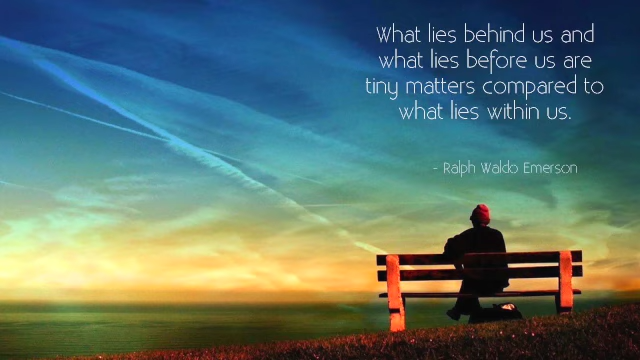 What lies behind us and
what lies before us are
tiny matters compared to
what lies within us.
- Ralph Waldo Emerson